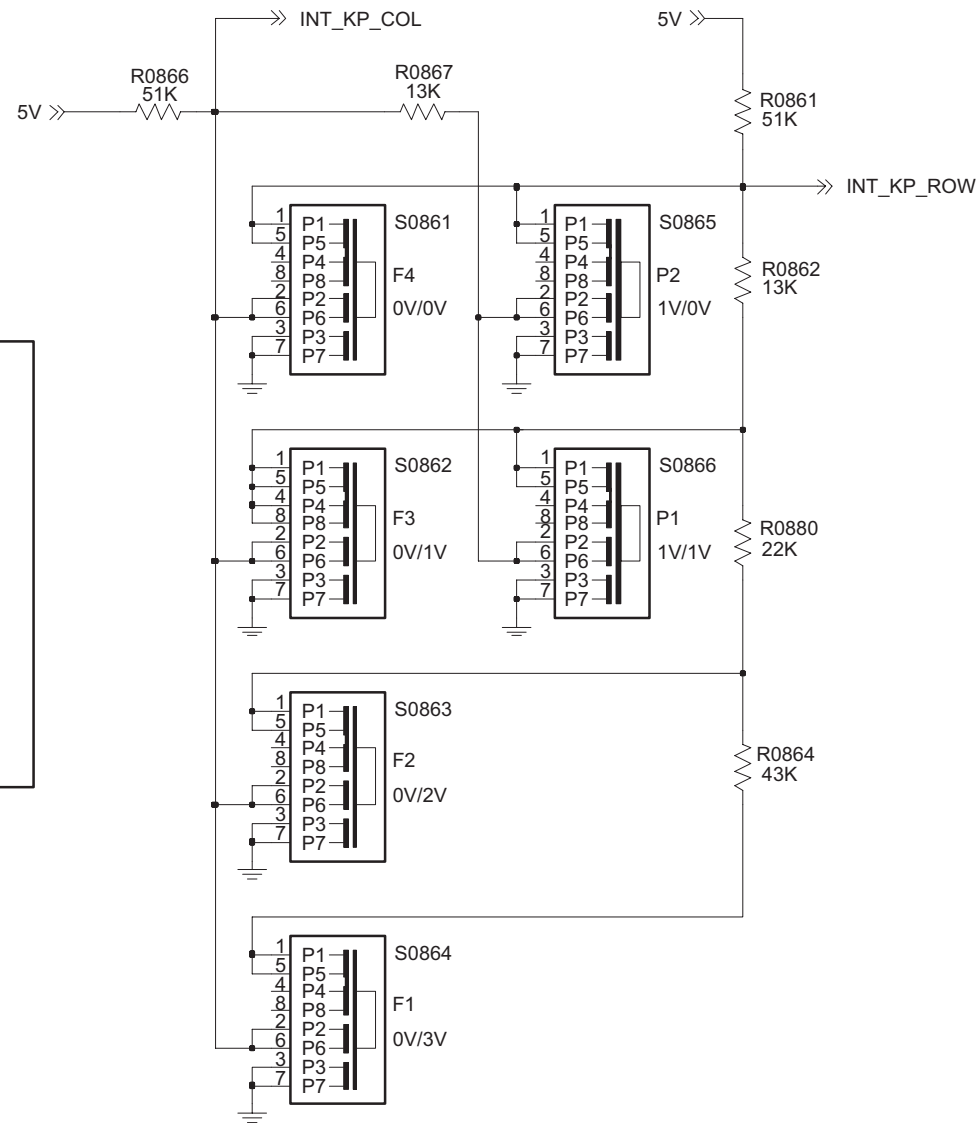 INT_KP_COL
5V
R0866
51K
R0867
13K
5V
R0861
51K
INT_KP_ROW
R0862
13K
1 P1
5 P5
4 P4
8 P8
2 P2
6 P6
3 P3
7 P7
S0861
F4
0V/0V
1 P1
5 P5
4 P4
8 P8
2 P2
6 P6
3 P3
7 P7
S0865
P2
1V/0V
1 P1
5 P5
4 P4
8 P8
2 P2
6 P6
3 P3
7 P7
S0862
F3
0V/1V
1 P1
5 P5
4 P4
8 P8
2 P2
6 P6
3 P3
7 P7
S0866
P1
1V/1V
R0880
22K
1 P1
5 P5
4 P4
8 P8
2 P2
6 P6
3 P3
7 P7
S0863
F2
0V/2V
R0864
43K
1 P1
5 P5
4 P4
8 P8
2 P2
6 P6
3 P3
7 P7
S0864
F1
0V/3V